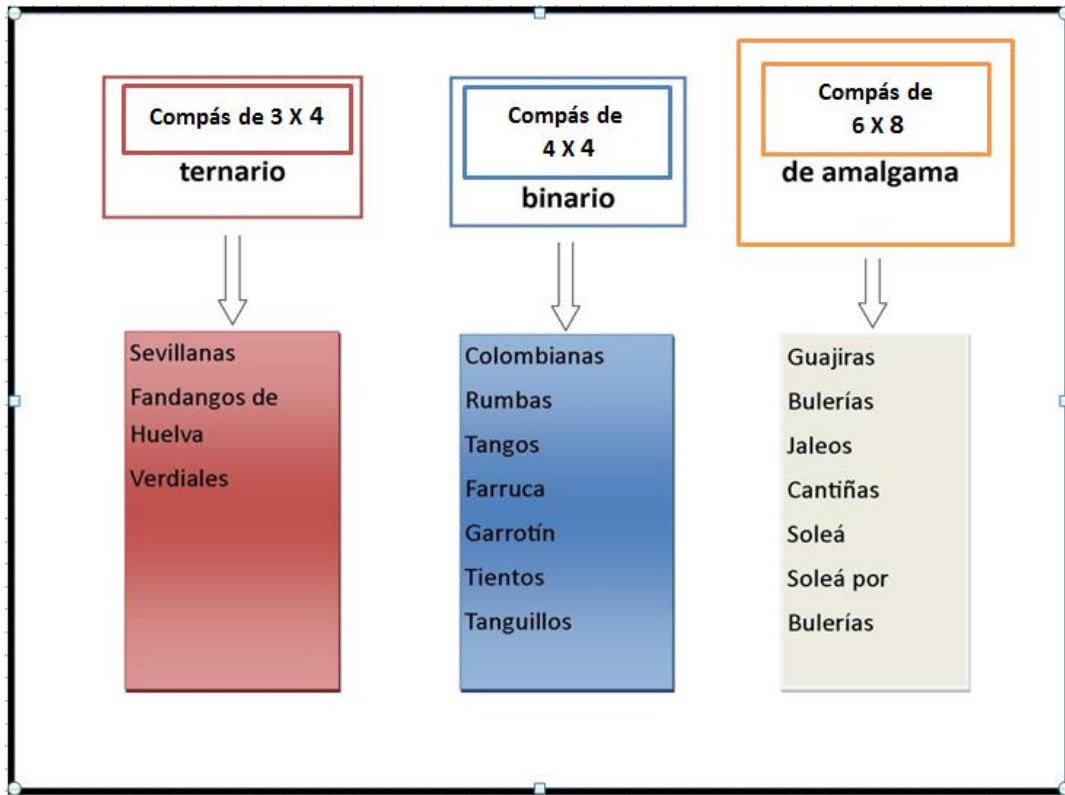 Compás de 3 X 4
ternario
Sevillanas
Fandangos de
Huelva
Verdiales
Compás de
4 X 4
binario
Colombianas
Rumbas
Tangos
Farruca
Garrotín
Tientos
Tanguillos
Compás de
6 X 8
de amalgama
Guajiras
Bulerías
Jaleos
Cantiñas
Soleá
Soleá por
Bulerías